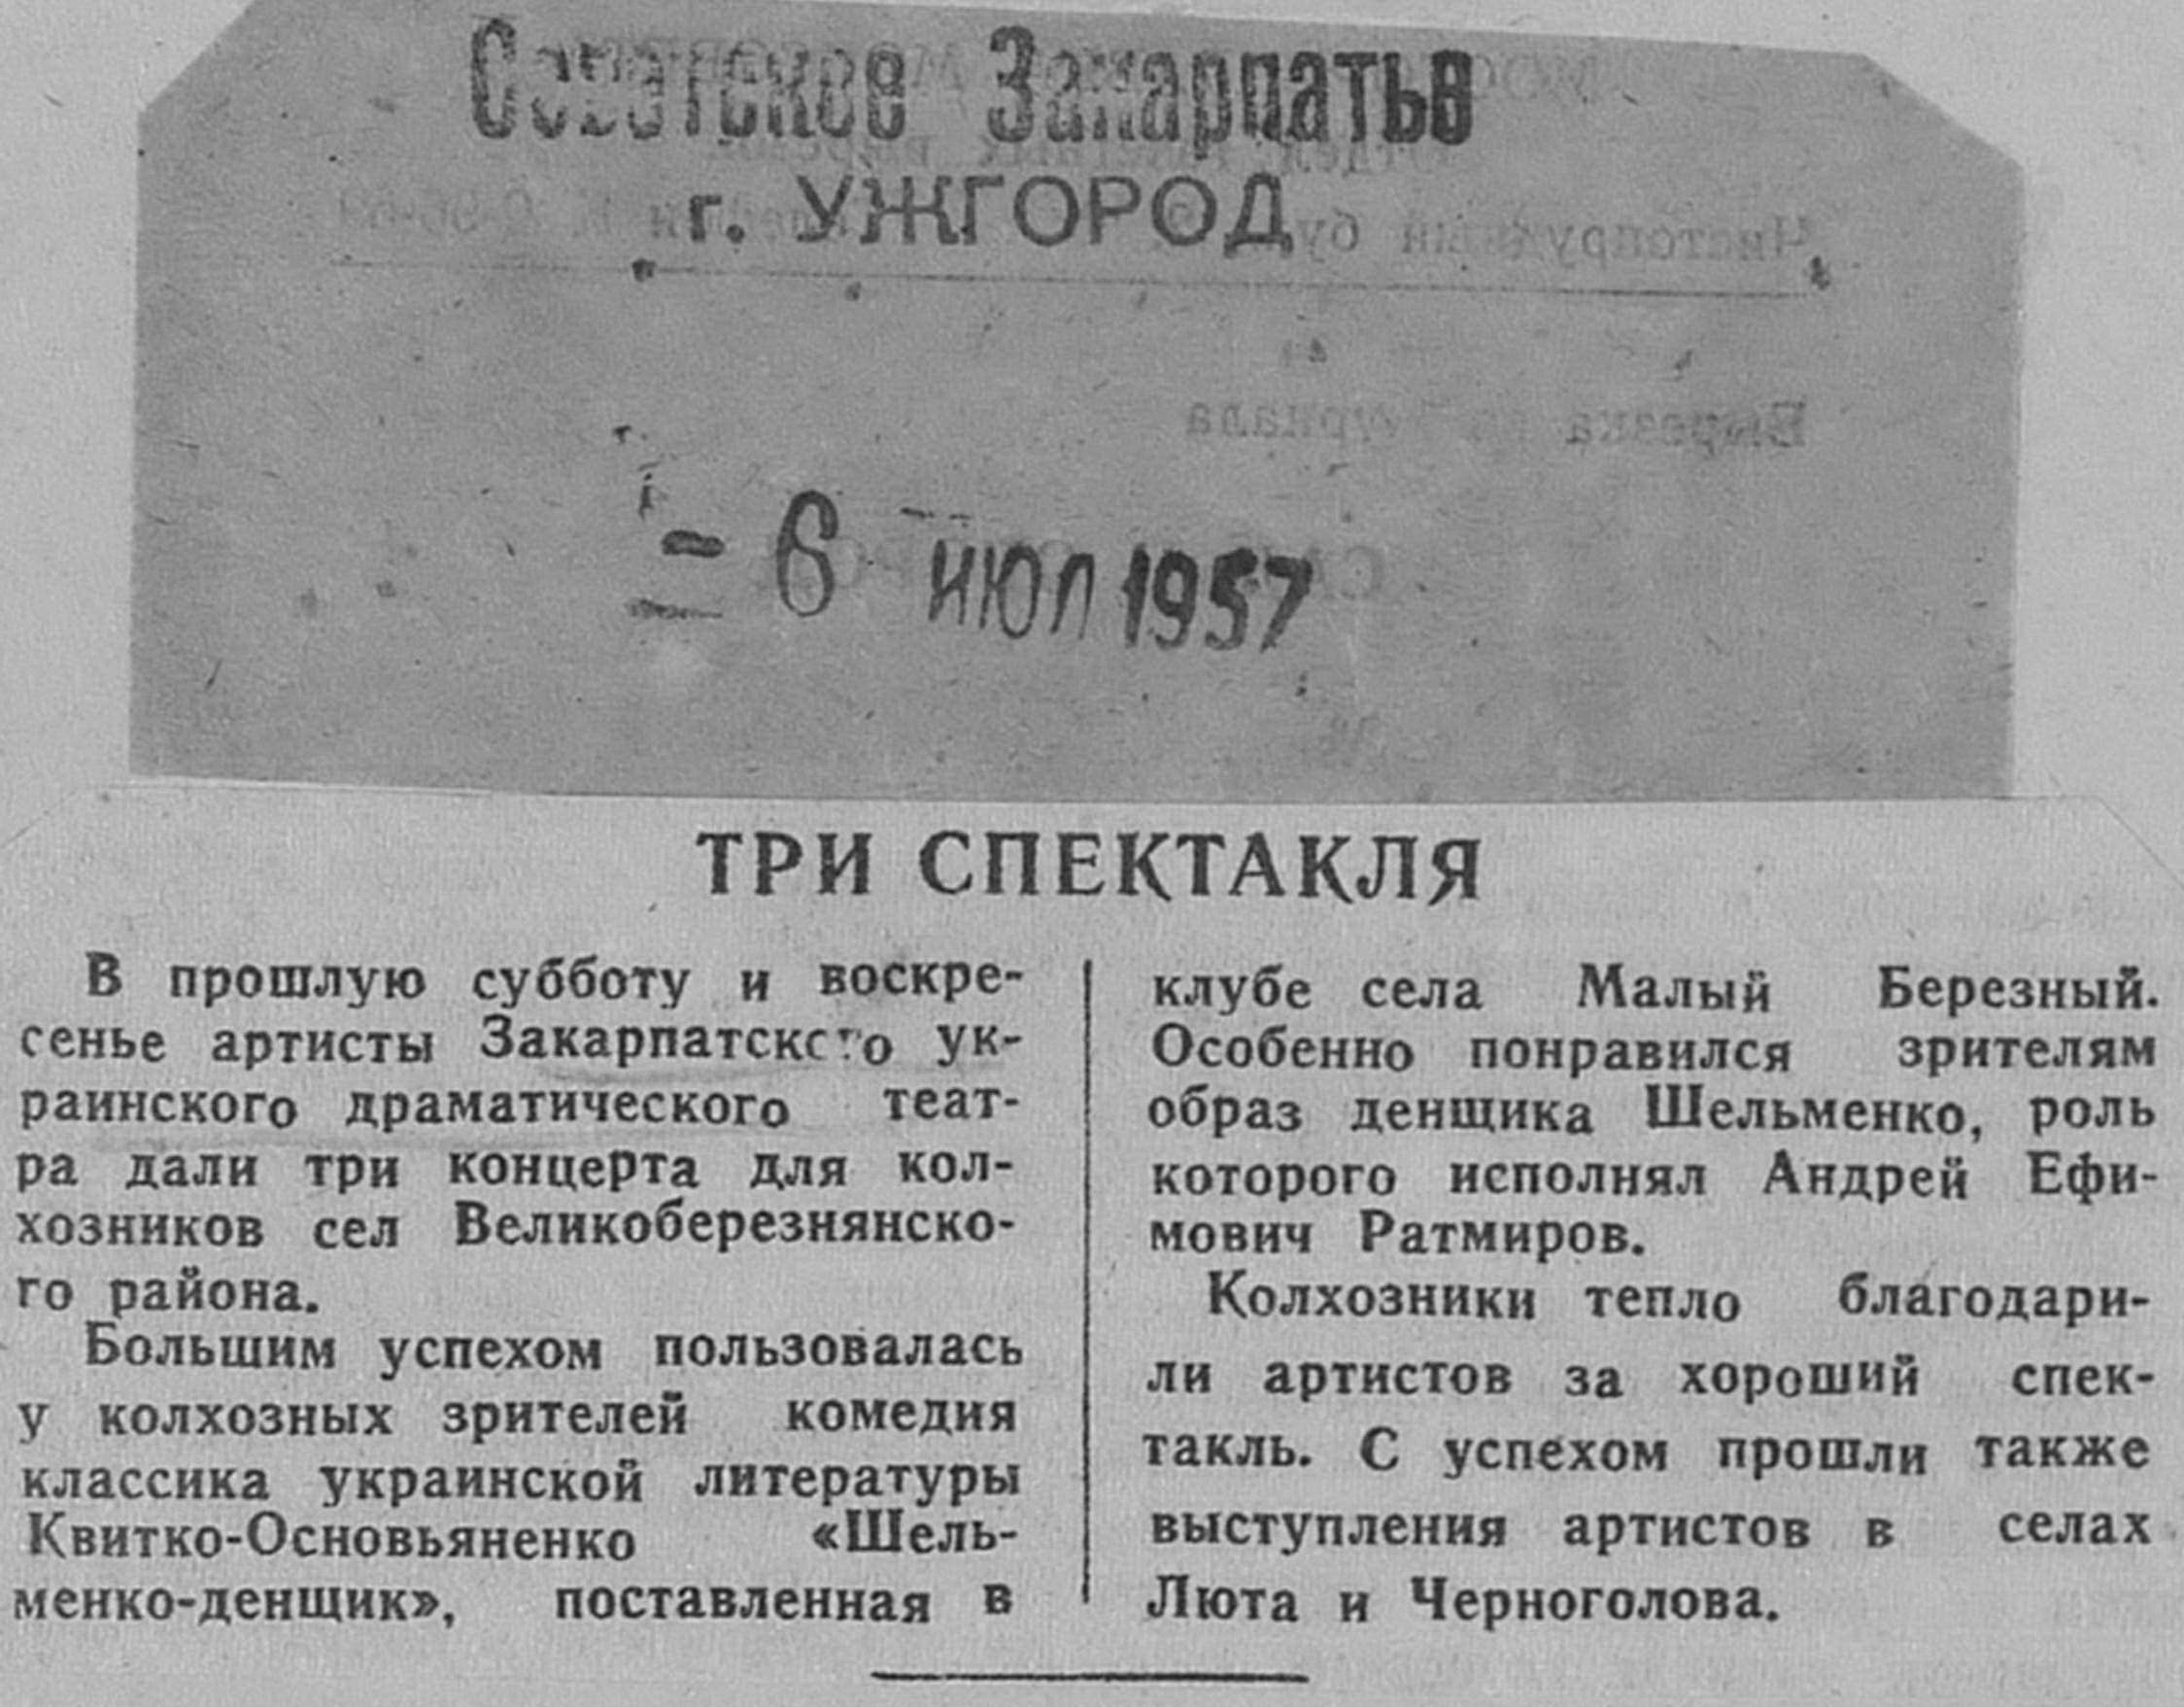 Советское Закарпатье
г. УЖГОРОД
- 6 ИЮЛ 1957
ТРИ СПЕКТАКЛЯ
В прошлую субботу и воскре-
сенье артисты Закарпатского ук-
раинского драматического теат-
ра дали три концерта для кол-
хозников сел Великоберезнянско-
го района.
Большим успехом пользовалась
у колхозных зрителей комедия
классика украинской литературы
Квитко-Основьяненко «Шель-
менко-денщик», поставленная в
клубе села Малый Березный.
Особенно понравился зрителям
образ денщика Шельменко, роль
которого исполнял Андрей Ефи-
мович Ратмиров.
Колхозники тепло благодари-
ли артистов за хороший спек-
такль. С успехом прошли также
выступления артистов в селах
Люта и Черноголова.